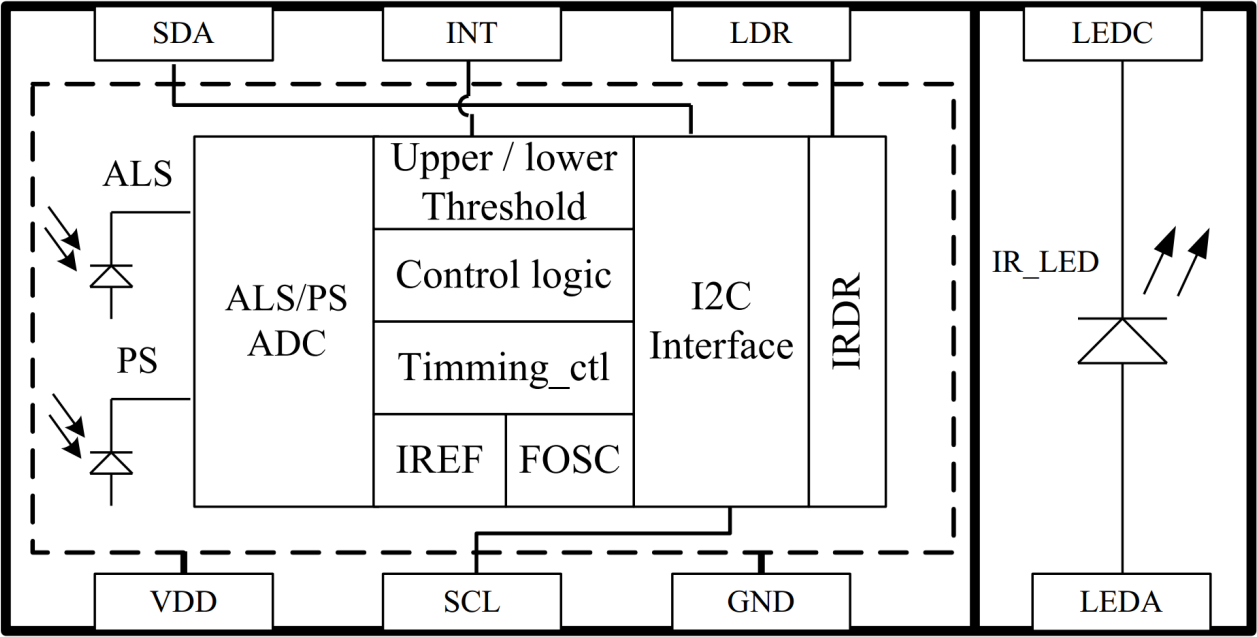 SDA
INT
LDR
LEDC
ALS
PS
ALS/PS
ADC
Upper / lower
Threshold
Control logic
Timming_ctl
IREF
FOSC
I2C
Interface
IRDR
IR_LED
VDD
SCL
GND
LEDA